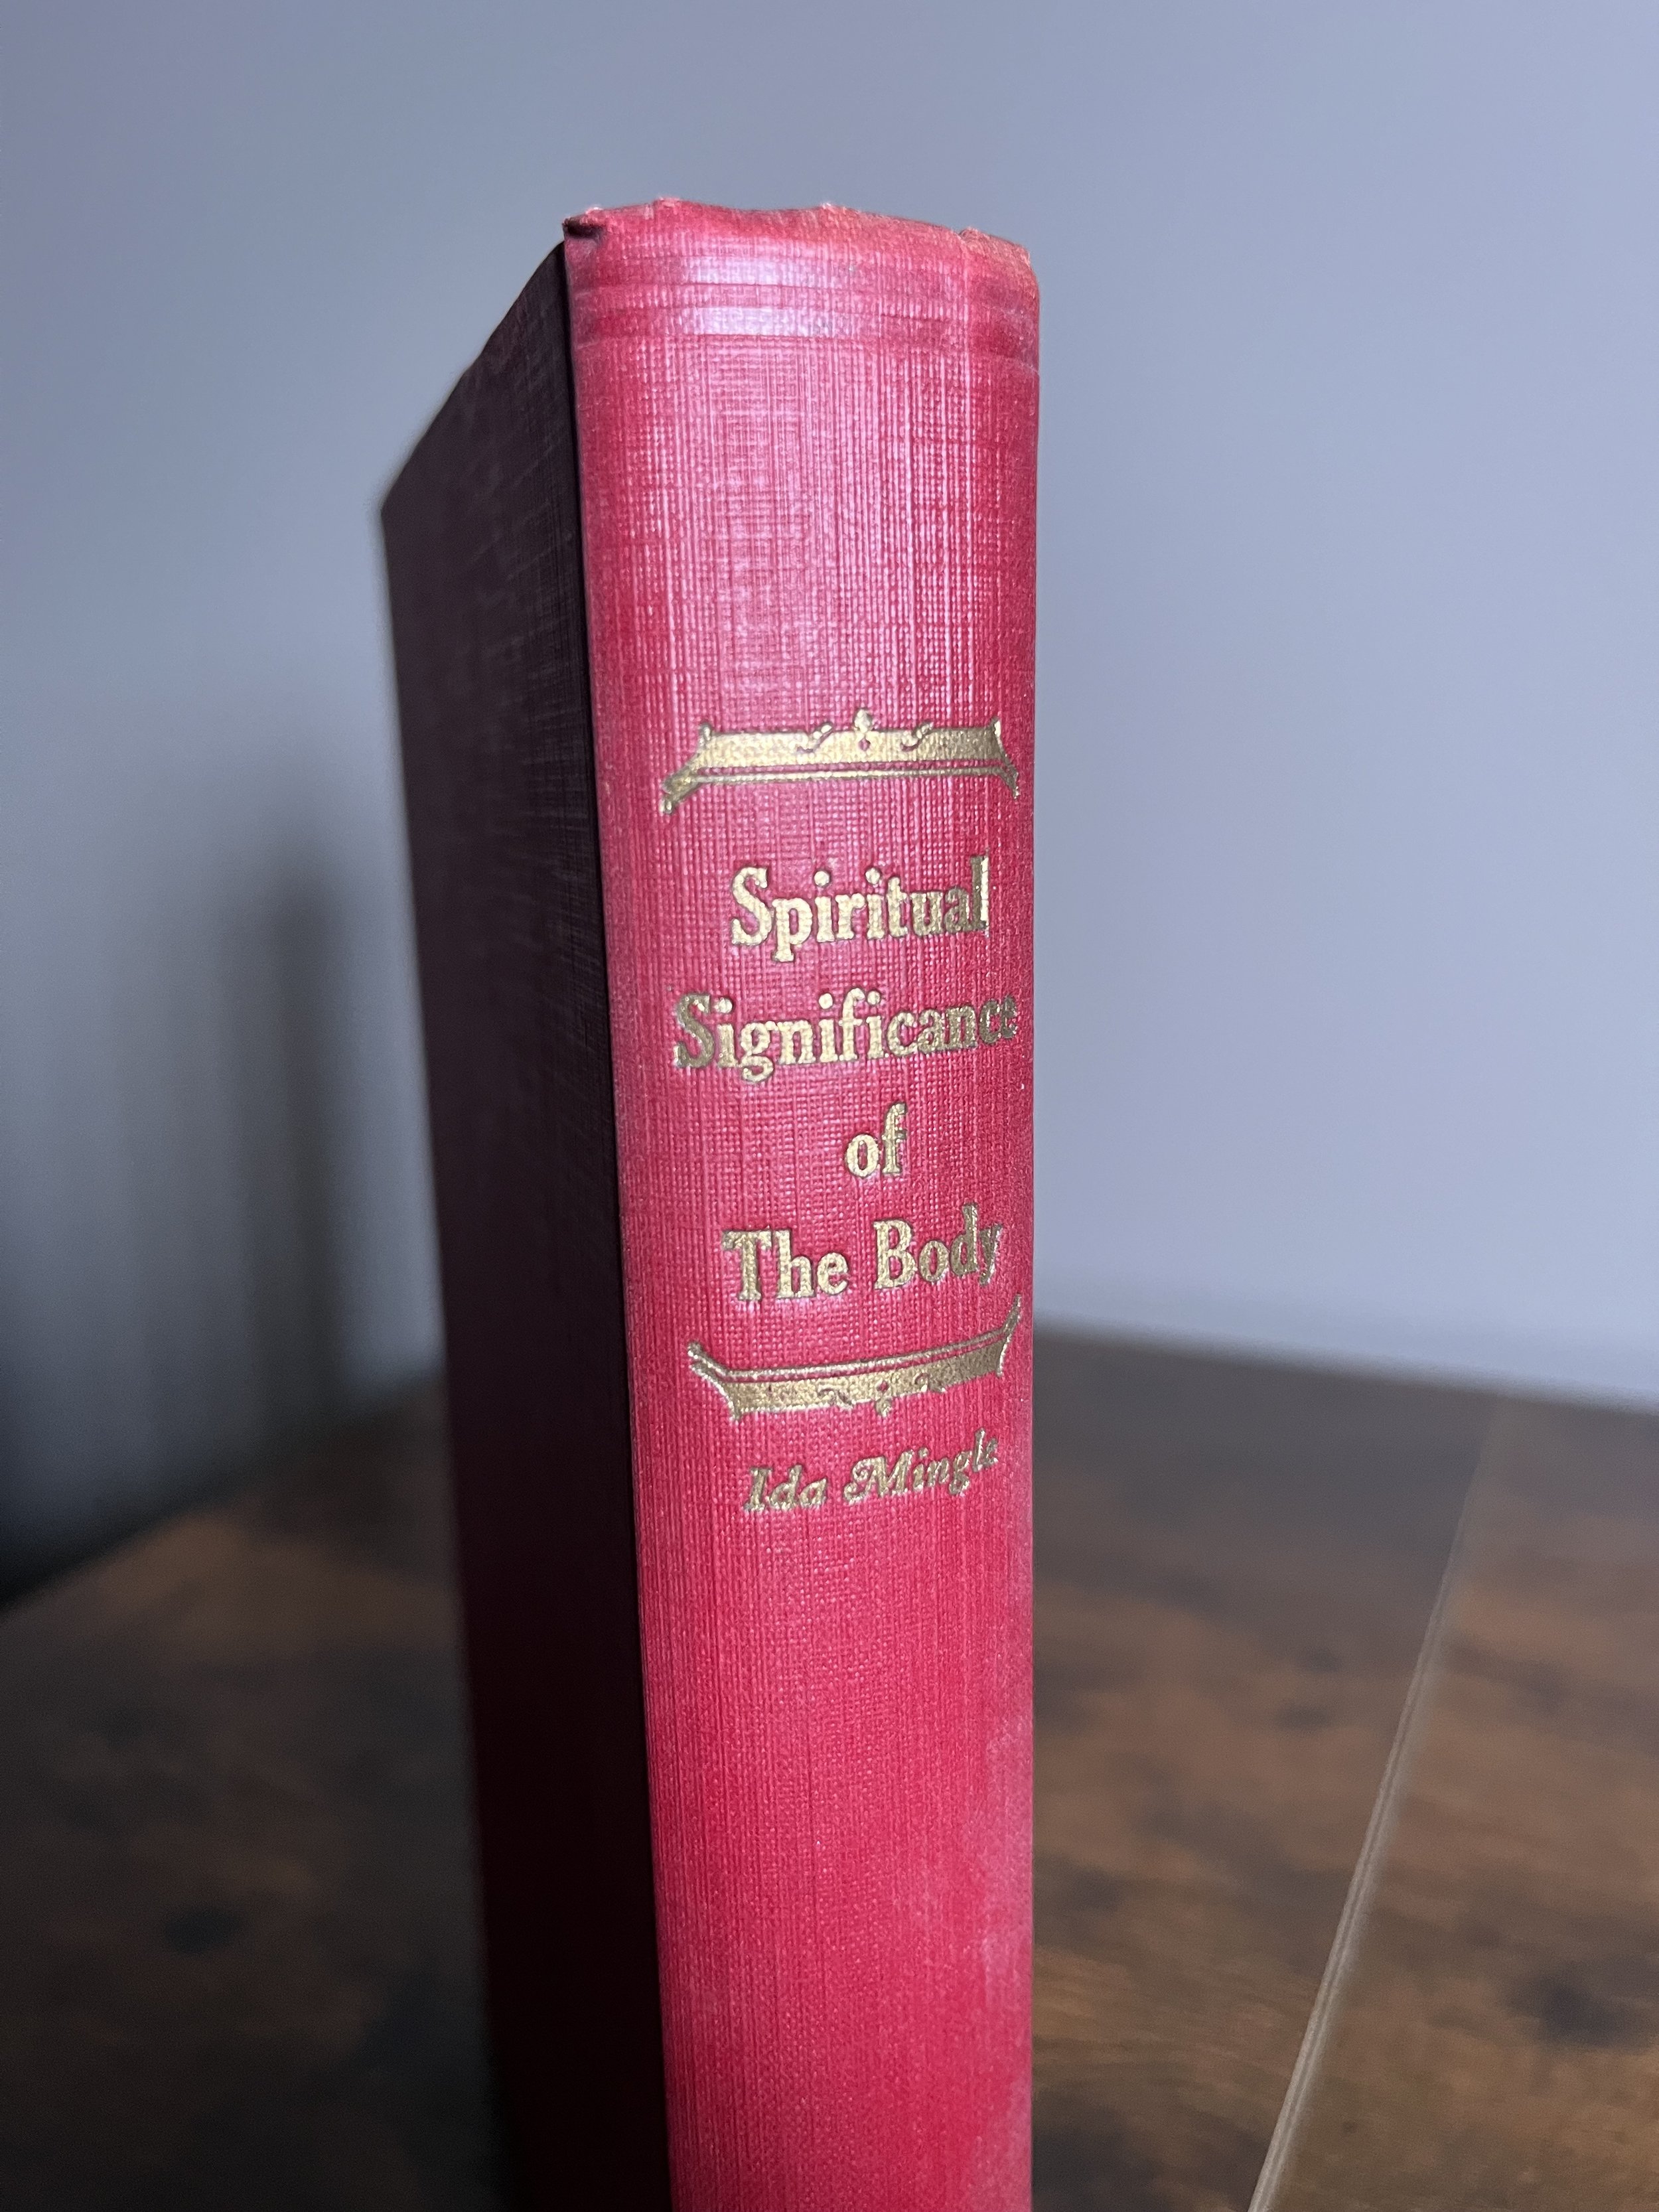 Spiritual
Significance
of
The Body
Ida Mingle